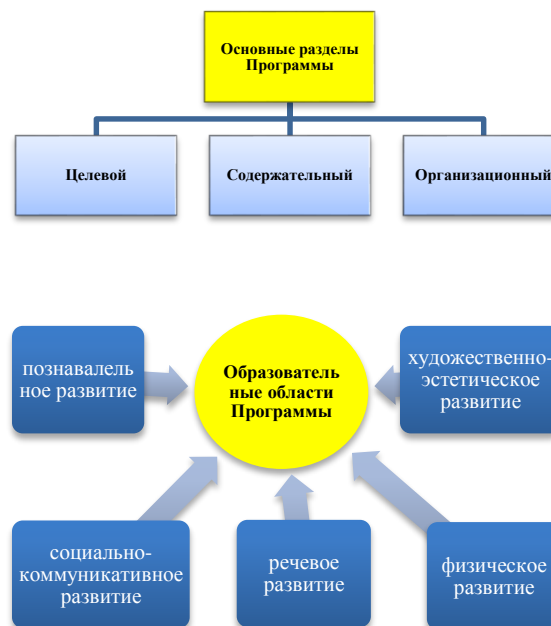 Основные разделы
Программы
Целевой
Содержательный
Организационный
познавалель
ное развитие
Образователь
ные области
Программы
художественно-
эстетическое
развитие
социально-
коммуникативное
развитие
речевое
развитие
физическое
развитие